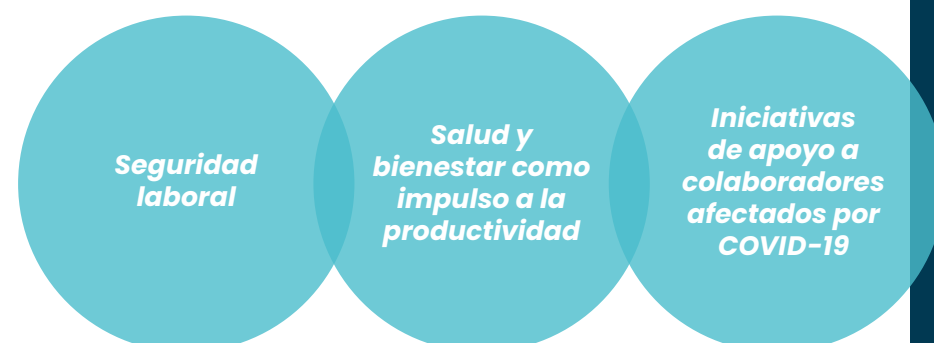 Seguridad
laboral
Salud y
bienestar como
impulso a la
productividad
Iniciativas
de apoyo a
colaboradores
afectados por
COVID-19